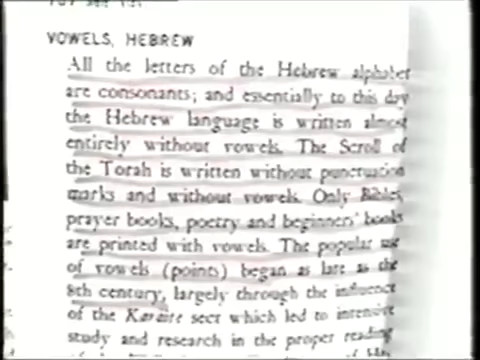 VOWELS, HEBREW
All the letters of the Hebrew alphabet
are consonants; and essentially to this day
the Hebrew language is written almost
entirely without vowels. The Scroll of
the Torah is written without punctuation
marks and without vowels. Only Bibles,
prayer books, poetry and beginners' books
are printed with vowels. The popular use
of vowels (points) began as late as the
8th century, largely through the influence
of the Karaite sect which led to intensive
study and research in the proper reading